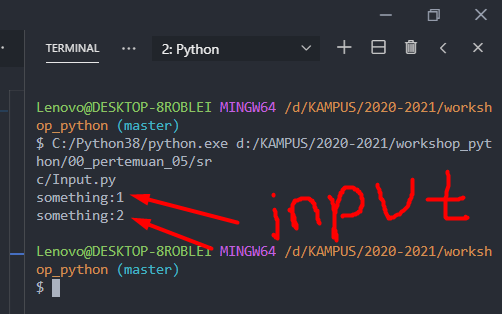 TERMINAL ... 2: Python
Lenovo@DESKTOP-8ROBLEI MINGW64 /d/KAMPUS/2020-2021/worksh
op_python (master)
$ C:/Python38/python.exe d:/KAMPUS/2020-2021/workshop_pyt
hon/00_pertemuan_05/sr
c/Input.py
something:1
something:2
input
Lenovo@DESKTOP-8ROBLEI MINGW64 /d/KAMPUS/2020-2021/worksh
op_python (master)
$